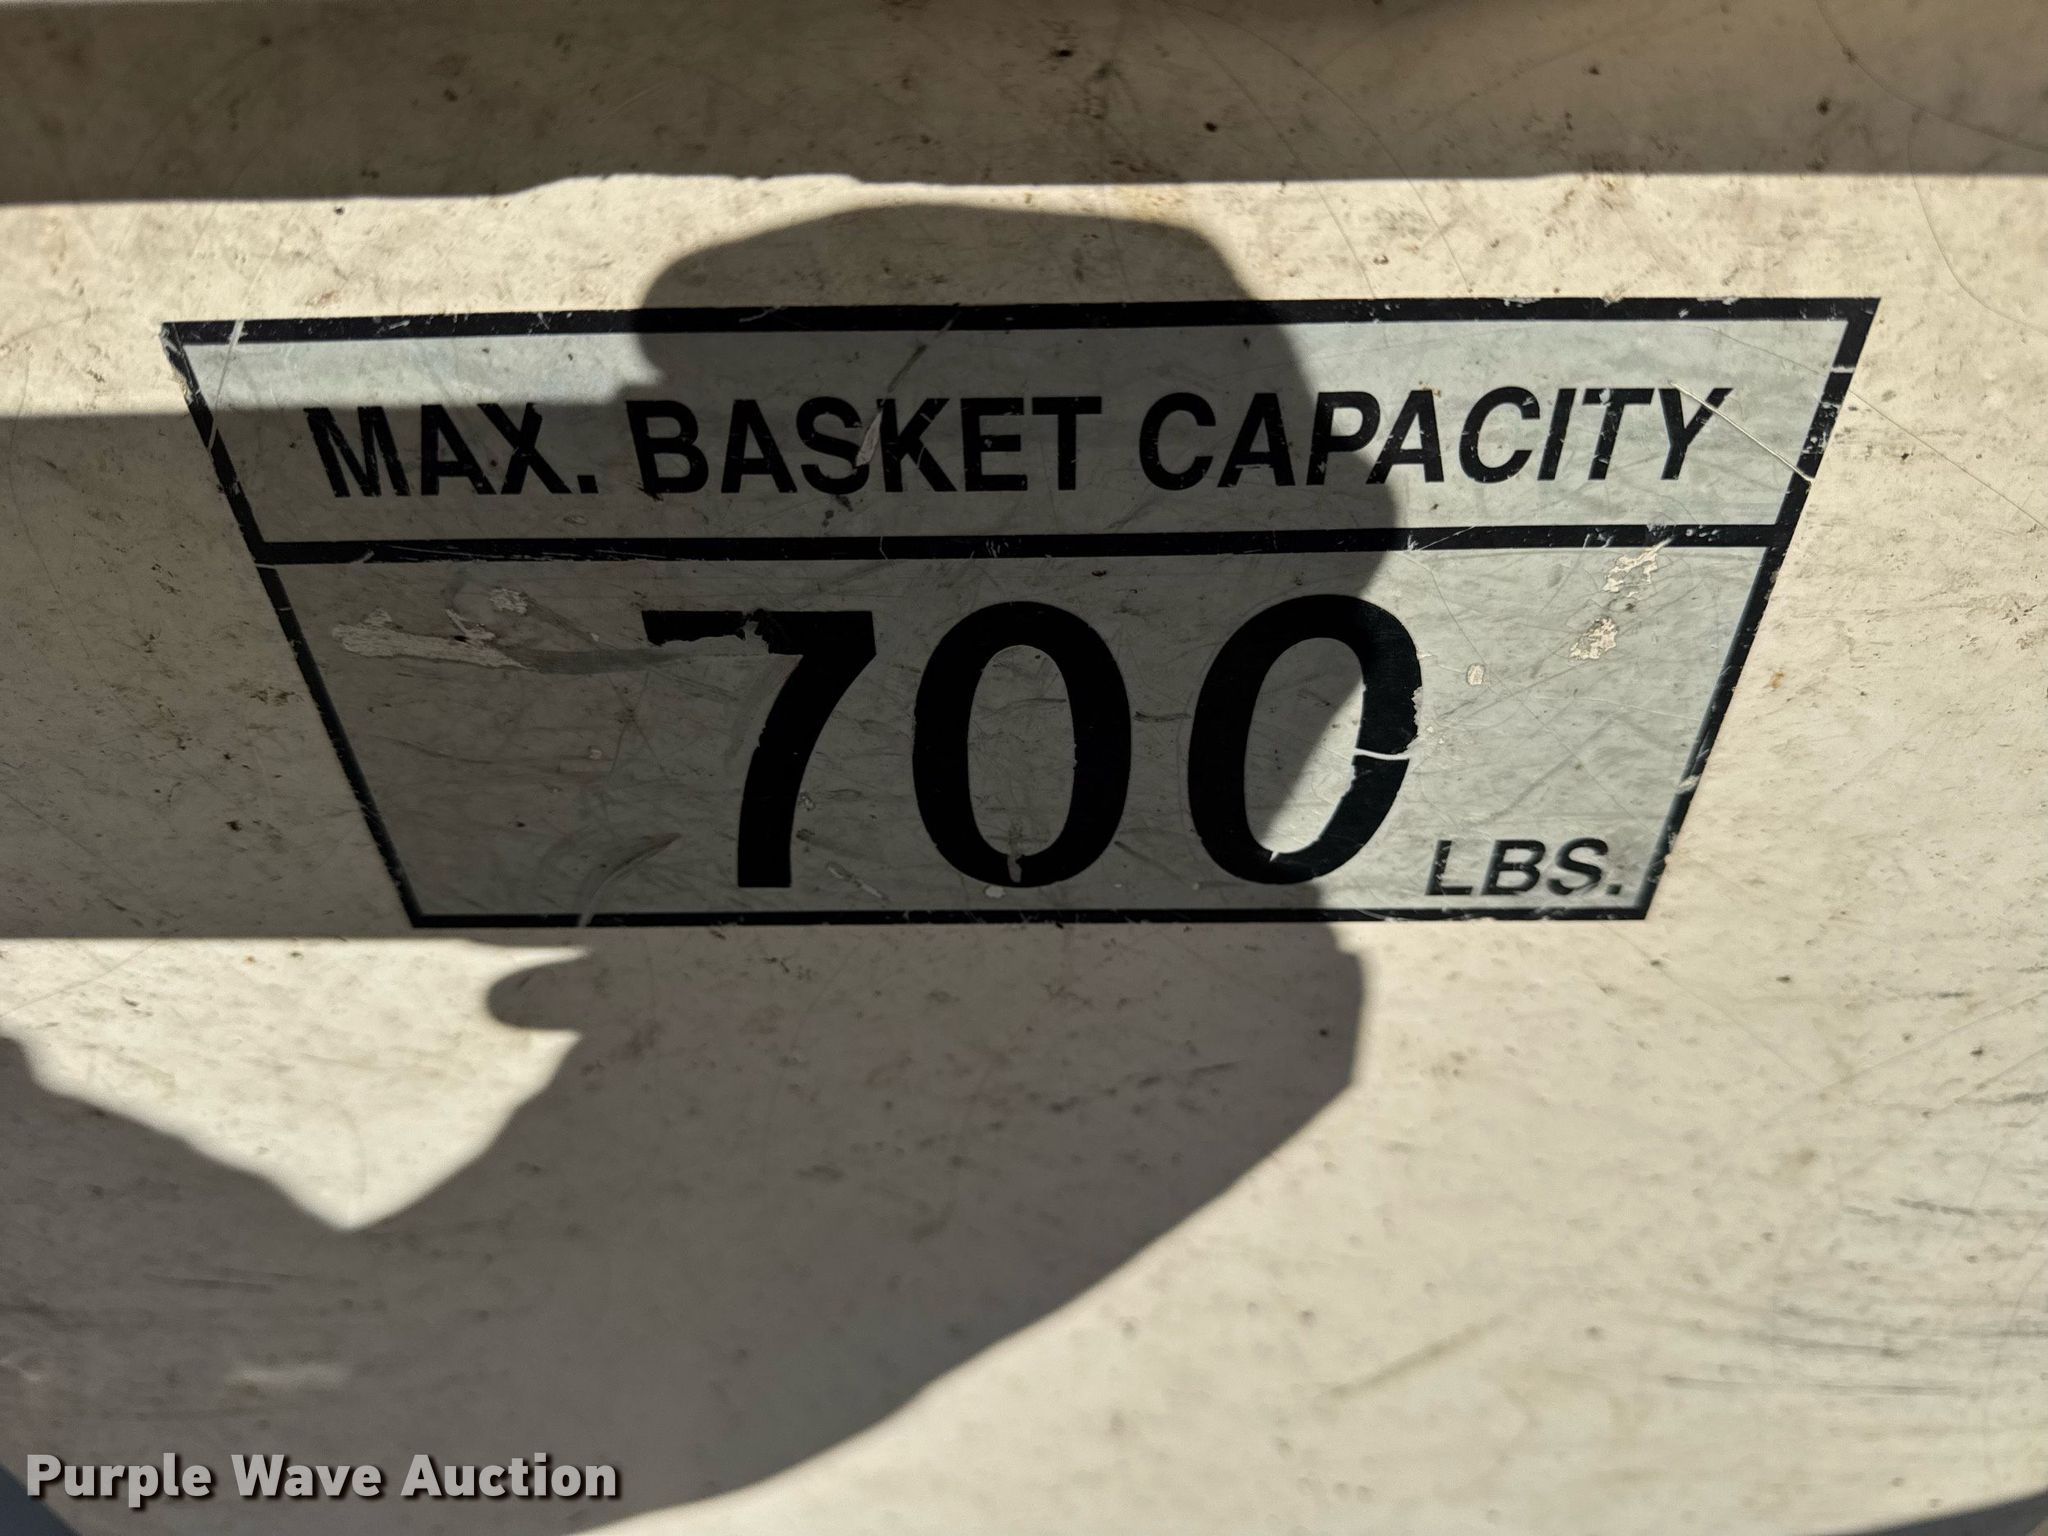 MAX. BASKET CAPACITY
700 LBS.
Purple Wave Auction